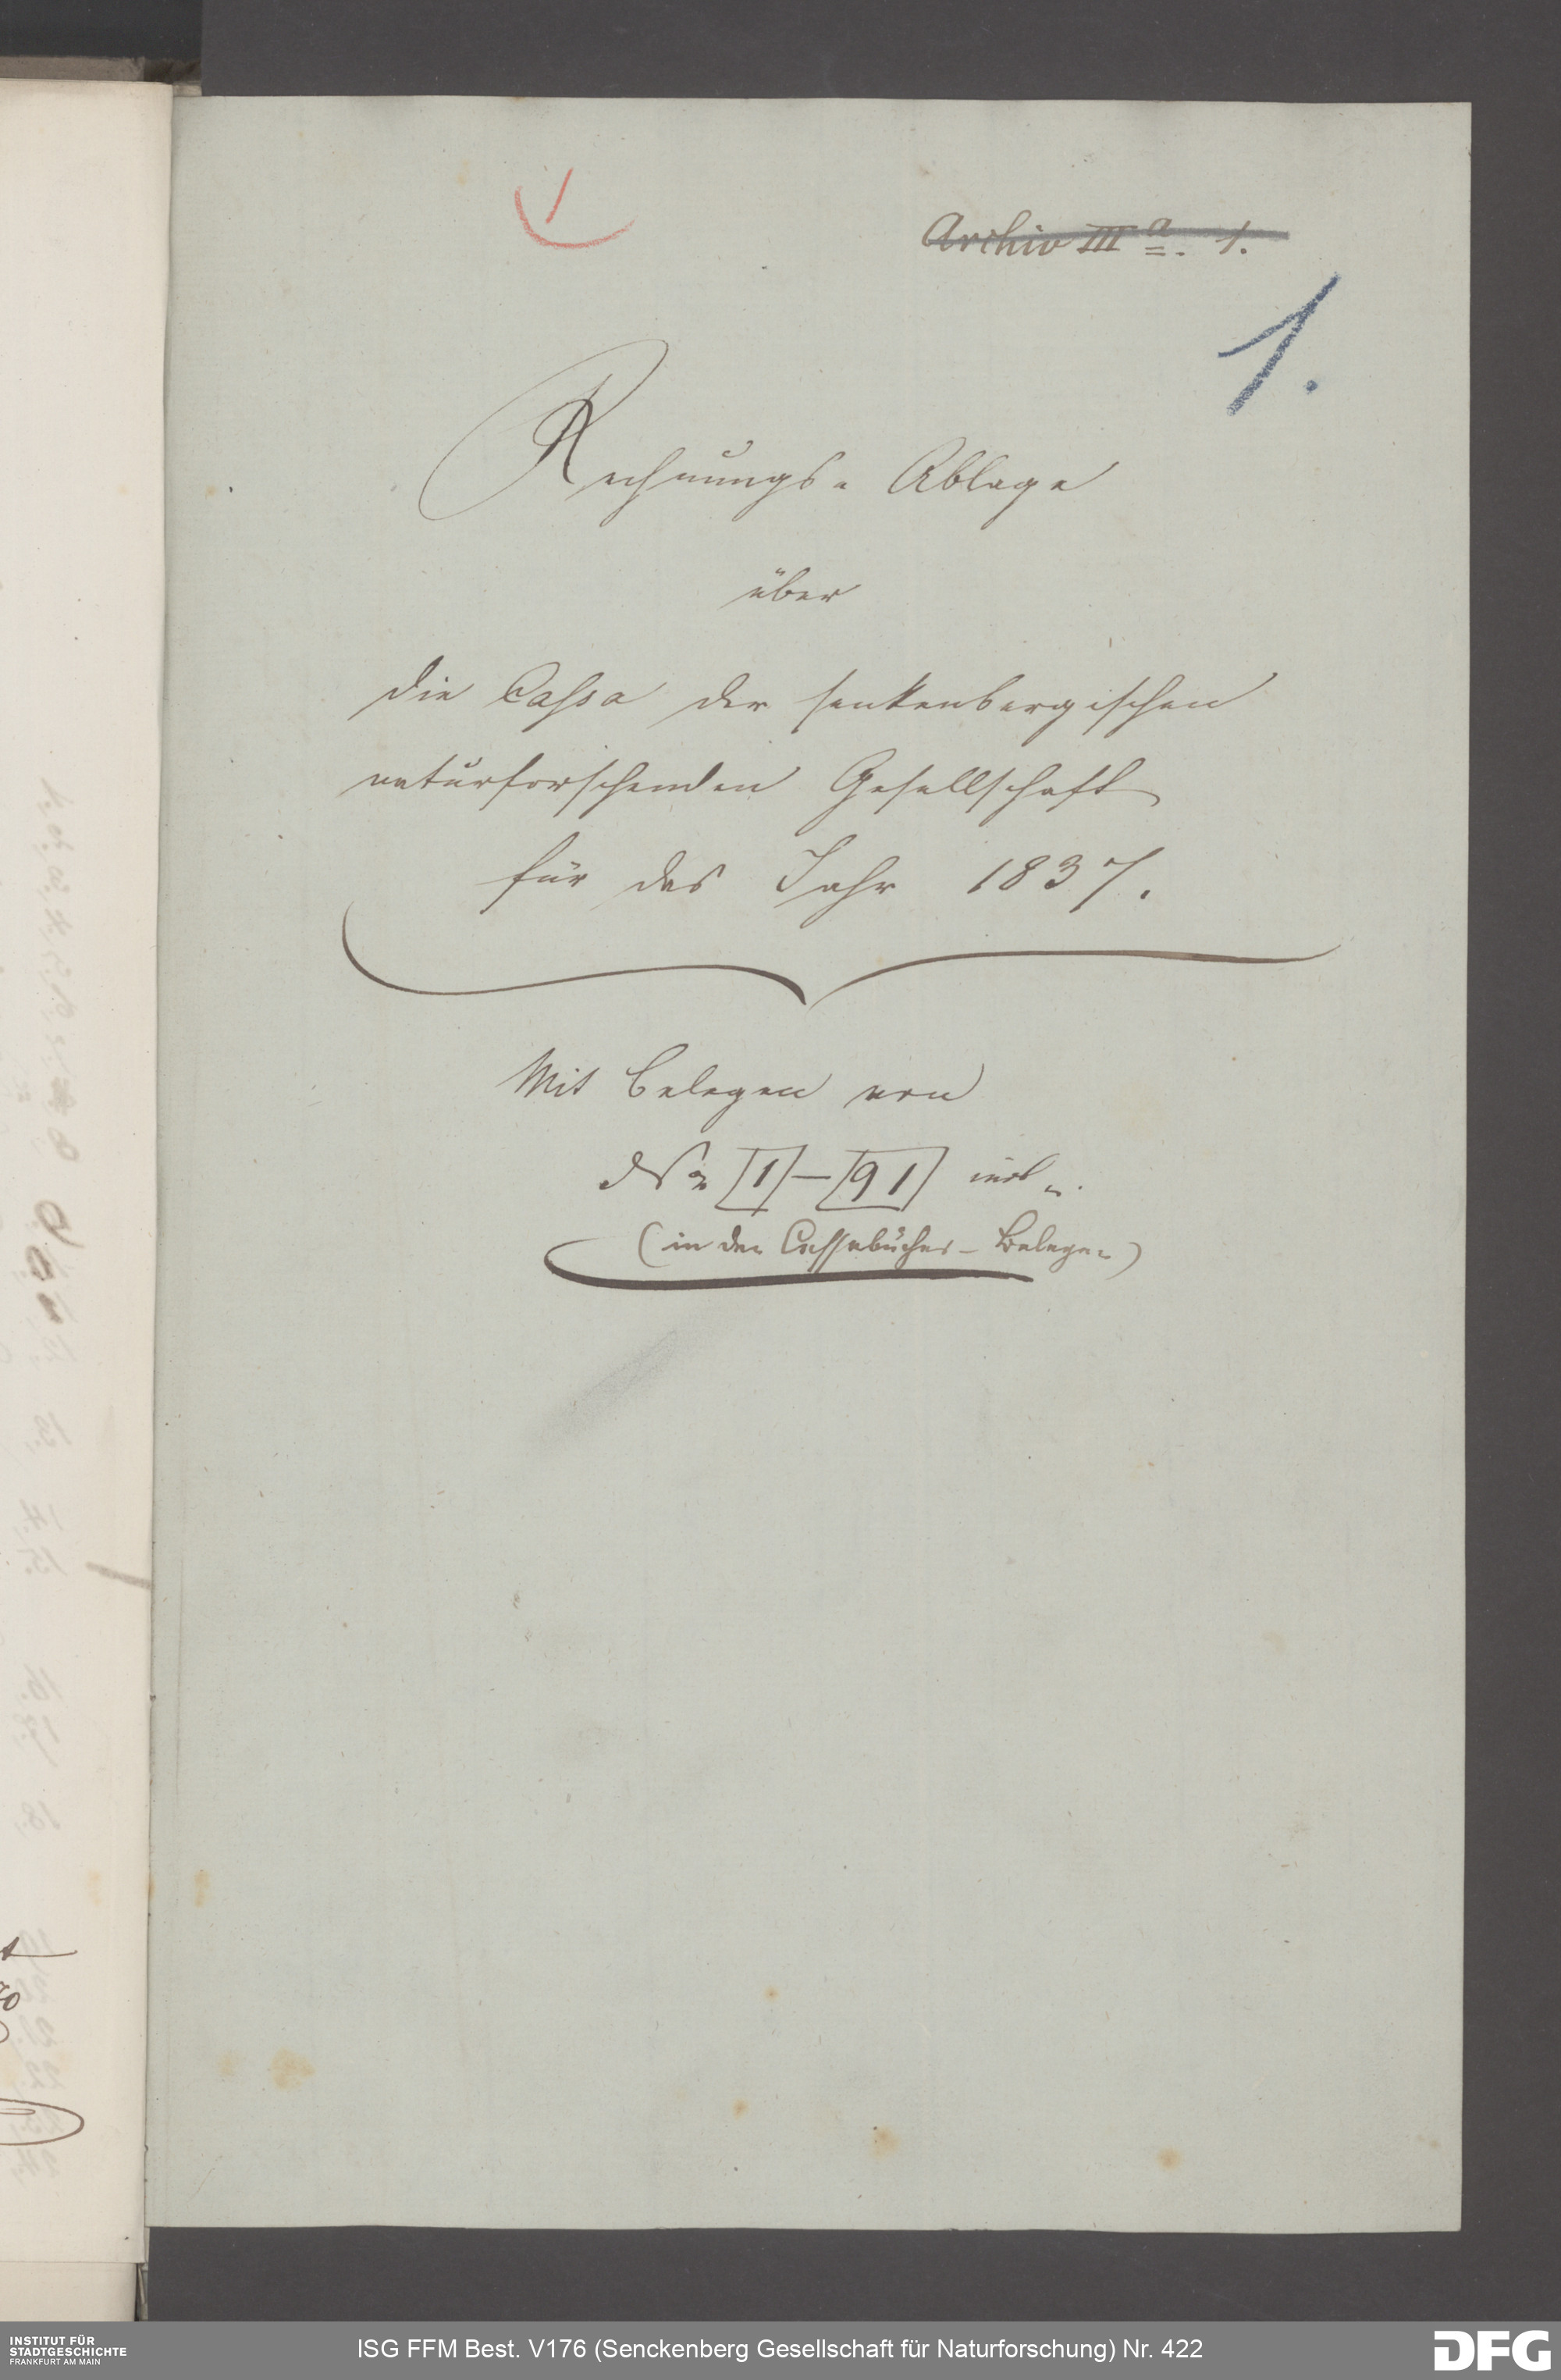 1
Archiv III a. 1.
1.
Rechnungs-Ablage
über
die Cassa der senkenbergischen
naturforschenden Gesellschaft
für das Jahr 1837.
Mit Belegen von
No 1 – 91 incl.
(in den Cassabücher-Belegen)
INSTITUT FÜR
STADTGESCHICHTE
FRANKFURT AM MAIN
ISG FFM Best. V176 (Senckenberg Gesellschaft für Naturforschung) Nr. 422
DFG